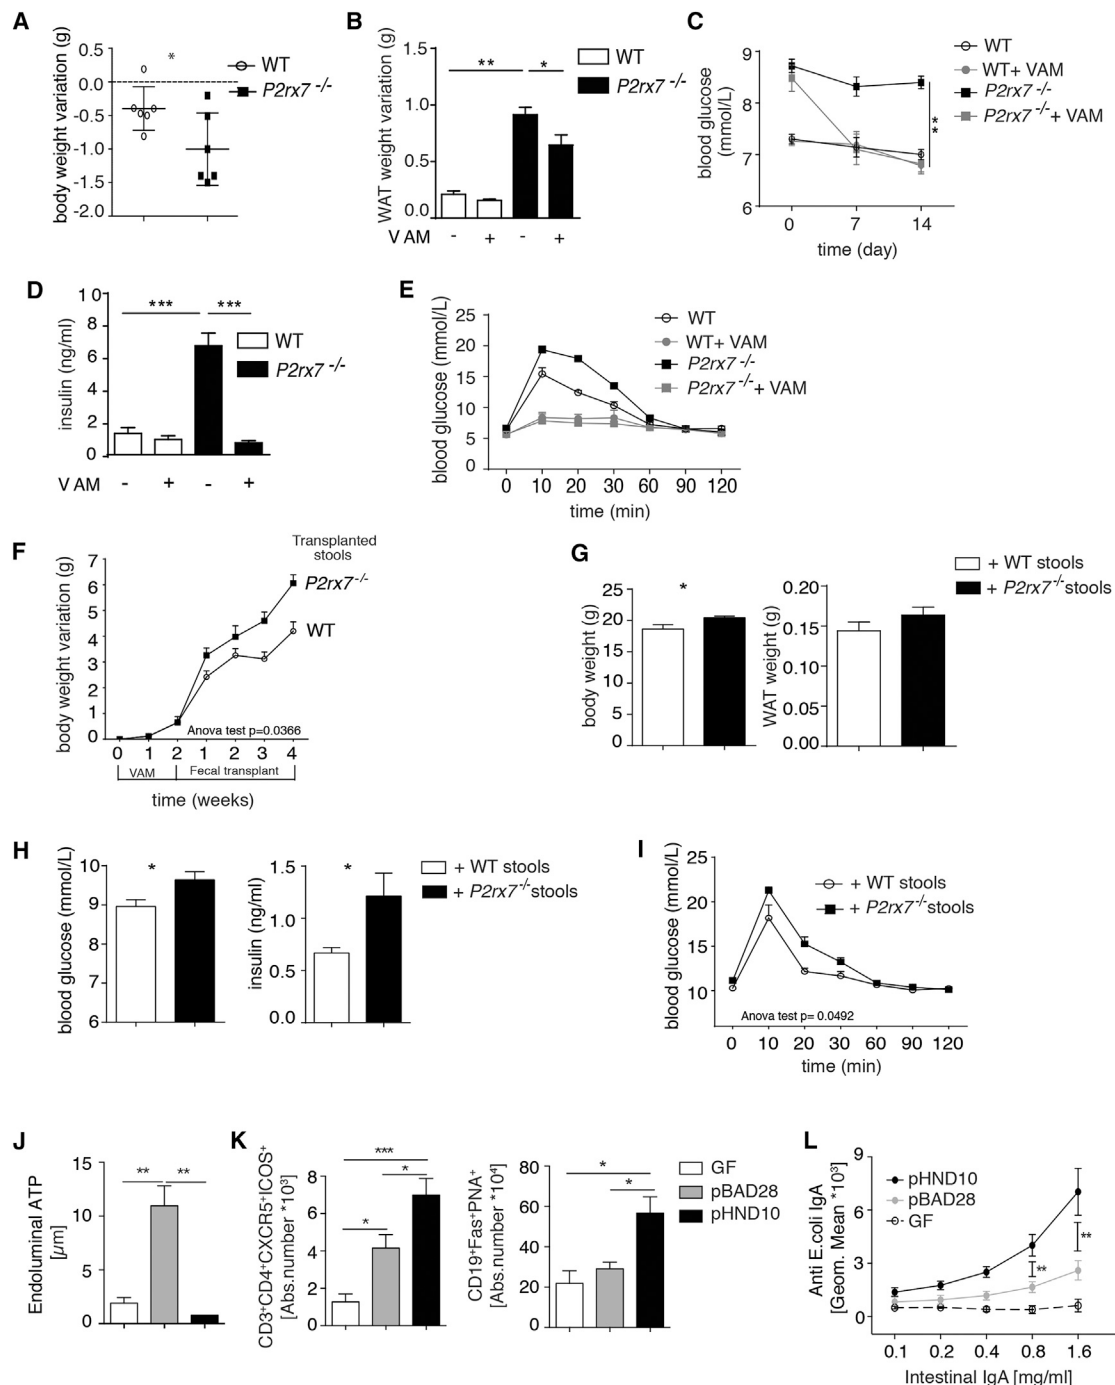 A
body weight variation (g)
0.5
0.0
-0.5
-1.0
-1.5
-2.0
*
WT
P2rx7 -/-
B
WAT weight variation (g)
1.5
1.0
0.5
0.0
**
*
WT
P2rx7 -/-
V AM
-
+
-
+
C
blood glucose
(mmol/L)
9
8
7
6
0
7
14
time (day)
**
WT
WT+ VAM
P2rx7 -/-
P2rx7 -/- + VAM
D
insulin (ng/ml)
10
8
6
4
2
0
***
***
WT
P2rx7 -/-
V AM
-
+
-
+
E
blood glucose (mmol/L)
25
20
15
10
5
0
0 10 20 30 60 90 120
time (min)
WT
WT+ VAM
P2rx7 -/-
P2rx7 -/- + VAM
F
body weight variation (g)
7
6
5
4
3
2
1
0
Transplanted
stools
P2rx7 -/-
WT
Anova test p=0.0366
0 1 2 1 2 3 4
VAM
Fecal transplant
time (weeks)
G
body weight (g)
25
20
15
10
5
0
*
WAT weight (g)
0.20
0.15
0.10
0.05
0.00
+ WT stools
+ P2rx7-/- stools
H
blood glucose (mmol/L)
10
9
8
7
6
*
insulin (ng/ml)
1.5
1.0
0.5
0.0
*
+ WT stools
+ P2rx7-/- stools
I
blood glucose (mmol/L)
25
20
15
10
+ WT stools
+ P2rx7-/- stools
Anova test p= 0.0492
0 10 20 30 60 90 120
time (min)
J
Endoluminal ATP
[µm]
15
10
5
0
**
**
K
CD3+CD4+CXCR5+ICOS+
[Abs.number *10³]
8
6
4
2
0
***
*
*
CD19+Fas+PNA+
[Abs.number *10⁴]
80
60
40
20
0
*
*
GF
pBAD28
pHND10
L
Anti E.coli IgA
[Geom. Mean *10³]
9
6
3
0
pHND10
pBAD28
GF
**
**
0.1 0.2 0.4 0.8 1.6
Intestinal IgA [mg/ml]